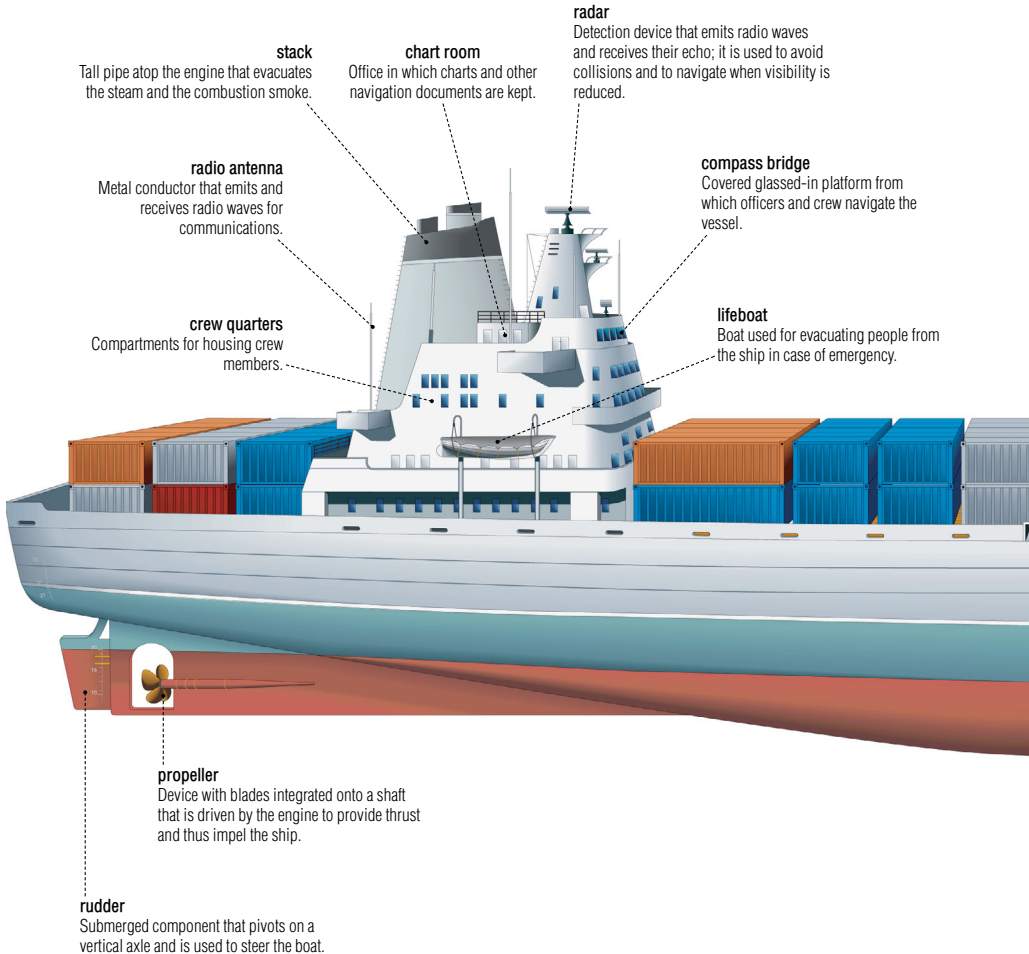 radar
Detection device that emits radio waves
and receives their echo; it is used to avoid
collisions and to navigate when visibility is
reduced.
stack
Tall pipe atop the engine that evacuates
the steam and the combustion smoke.
chart room
Office in which charts and other
navigation documents are kept.
radio antenna
Metal conductor that emits and
receives radio waves for
communications.
compass bridge
Covered glassed-in platform from
which officers and crew navigate the
vessel.
crew quarters
Compartments for housing crew
members.
lifeboat
Boat used for evacuating people from
the ship in case of emergency.
propeller
Device with blades integrated onto a shaft
that is driven by the engine to provide thrust
and thus impel the ship.
rudder
Submerged component that pivots on a
vertical axle and is used to steer the boat.